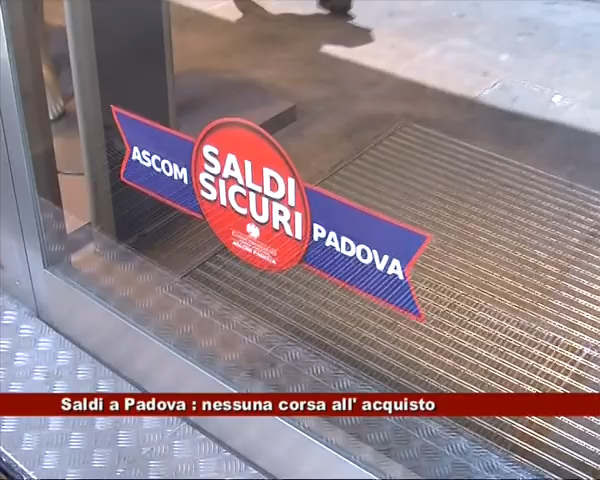 ASCOM
SALDI
SICURI
PADOVA
Saldi a Padova : nessuna corsa all' acquisto